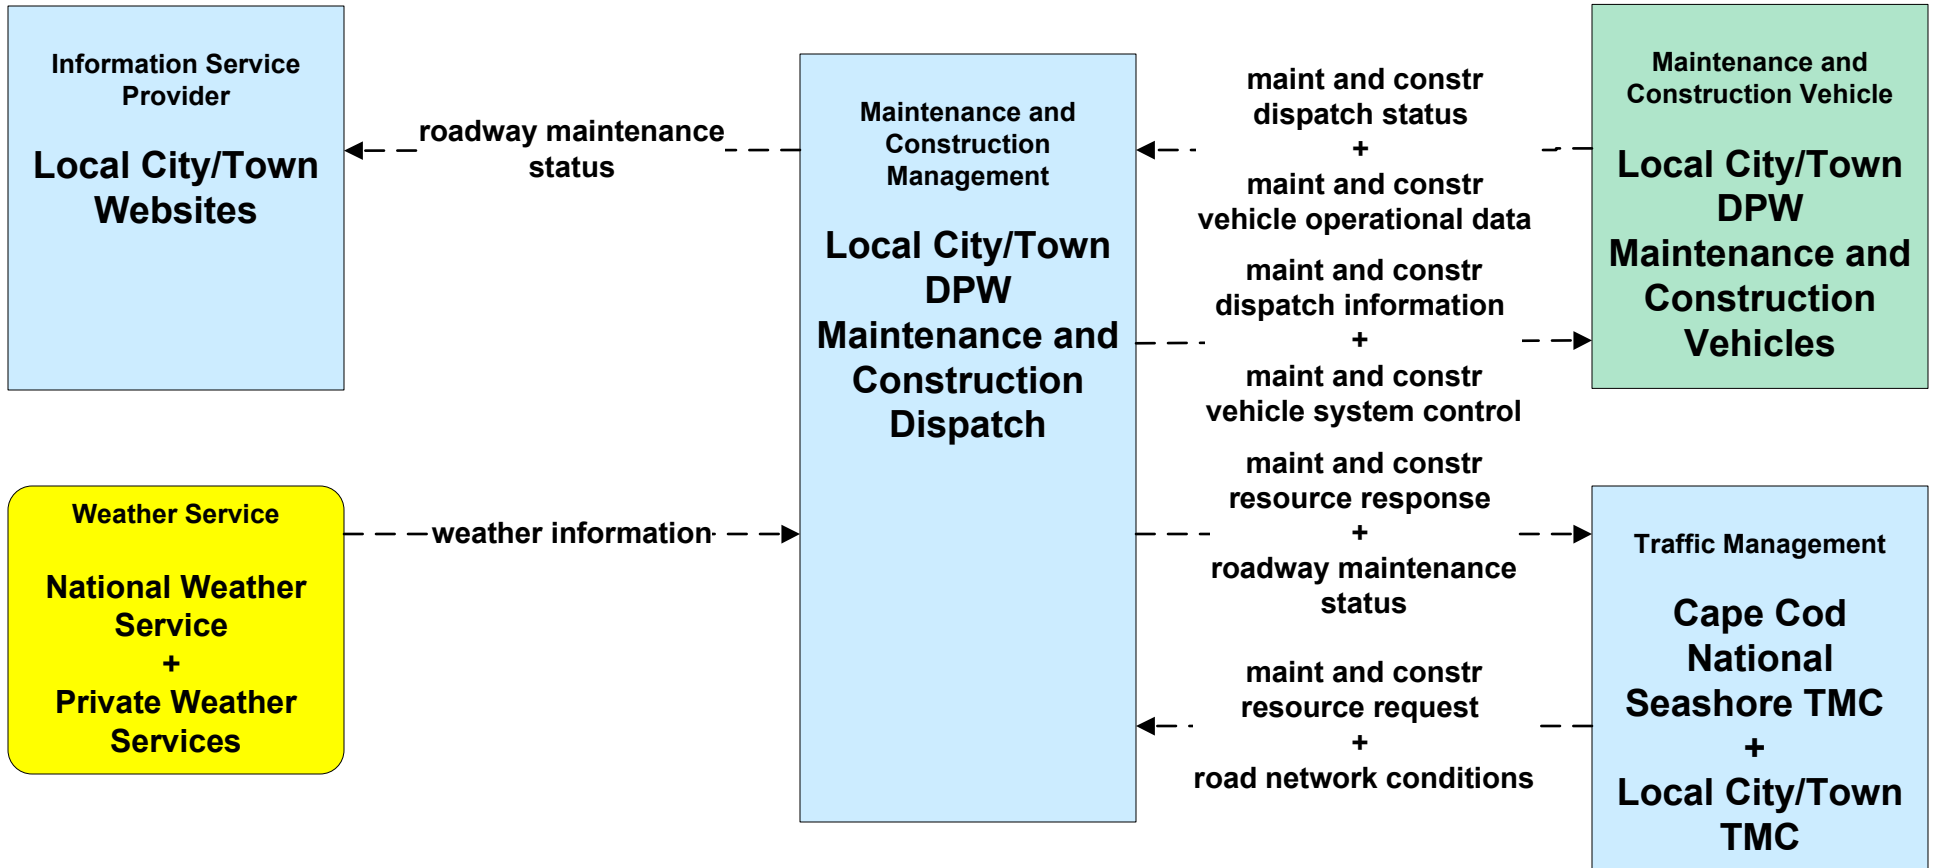 Information Service
Provider
Local City/Town
Websites
roadway maintenance
status
Weather Service
National Weather
Service
+
Private Weather
Services
weather information
Maintenance and
Construction
Management
Local City/Town
DPW
Maintenance and
Construction
Dispatch
maint and constr
dispatch status
+
maint and constr
vehicle operational data
maint and constr
dispatch information
+
maint and constr
vehicle system control
maint and constr
resource response
+
roadway maintenance
status
maint and constr
resource request
+
road network conditions
Maintenance and
Construction Vehicle
Local City/Town
DPW
Maintenance and
Construction
Vehicles
Traffic Management
Cape Cod
National
Seashore TMC
+
Local City/Town
TMC